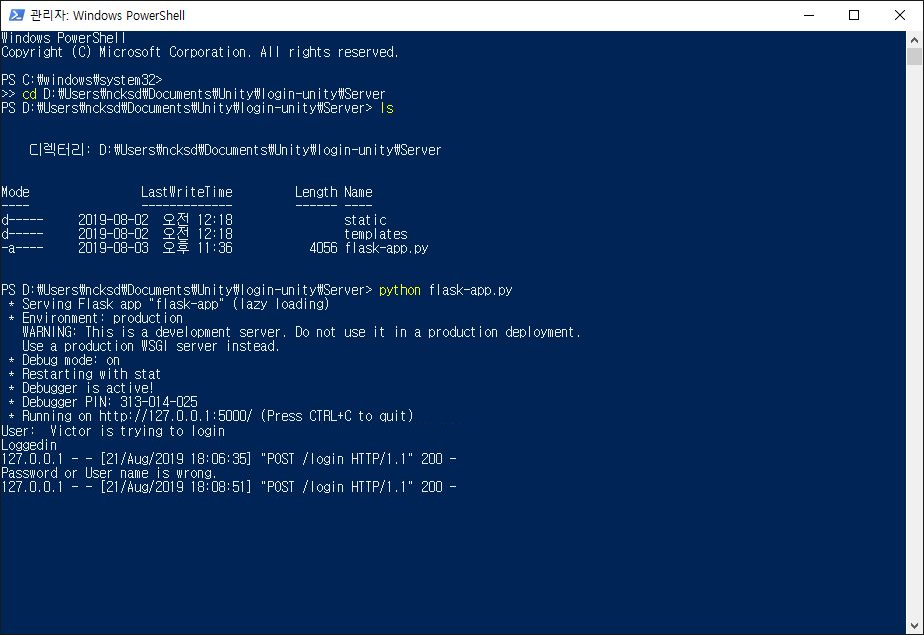 관리자: Windows PowerShell
Windows PowerShell
Copyright (C) Microsoft Corporation. All rights reserved.
PS C:₩windows₩system32>
>> cd D:₩Users₩ncksd₩Documents₩Unity₩login-unity₩Server
PS D:₩Users₩ncksd₩Documents₩Unity₩login-unity₩Server> ls
디렉터리: D:₩Users₩ncksd₩Documents₩Unity₩login-unity₩Server
Mode LastWriteTime Length Name
---- ------------- ------ ----
d----- 2019-08-02 오전 12:18 static
d----- 2019-08-02 오전 12:18 templates
-a---- 2019-08-03 오후 11:36 4056 flask-app.py
PS D:₩Users₩ncksd₩Documents₩Unity₩login-unity₩Server> python flask-app.py
* Serving Flask app "flask-app" (lazy loading)
* Environment: production
WARNING: This is a development server. Do not use it in a production deployment.
Use a production WSGI server instead.
* Debug mode: on
* Restarting with stat
* Debugger is active!
* Debugger PIN: 313-014-025
* Running on http://127.0.0.1:5000/ (Press CTRL+C to quit)
User:  Victor is trying to login
Loggedin
127.0.0.1 - - [21/Aug/2019 18:06:35] "POST /login HTTP/1.1" 200 -
Password or User name is wrong.
127.0.0.1 - - [21/Aug/2019 18:08:51] "POST /login HTTP/1.1" 200 -